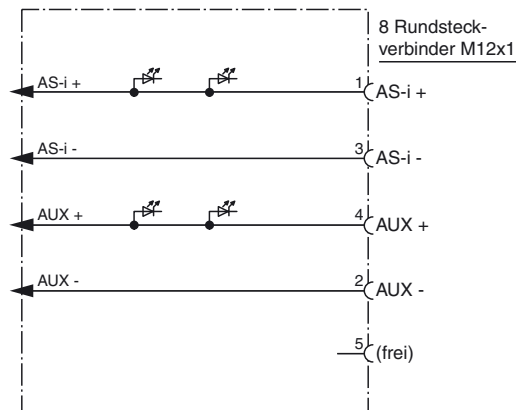 8 Rundsteck-
verbinder M12x1
AS-i + 1 AS-i +
AS-i - 3 AS-i -
AUX + 4 AUX +
AUX - 2 AUX -
5 (frei)